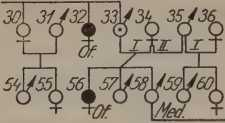 30 31 32 33 34 35 36
Of. I II I
54 55 56 57 58 59 60
Of. Med.